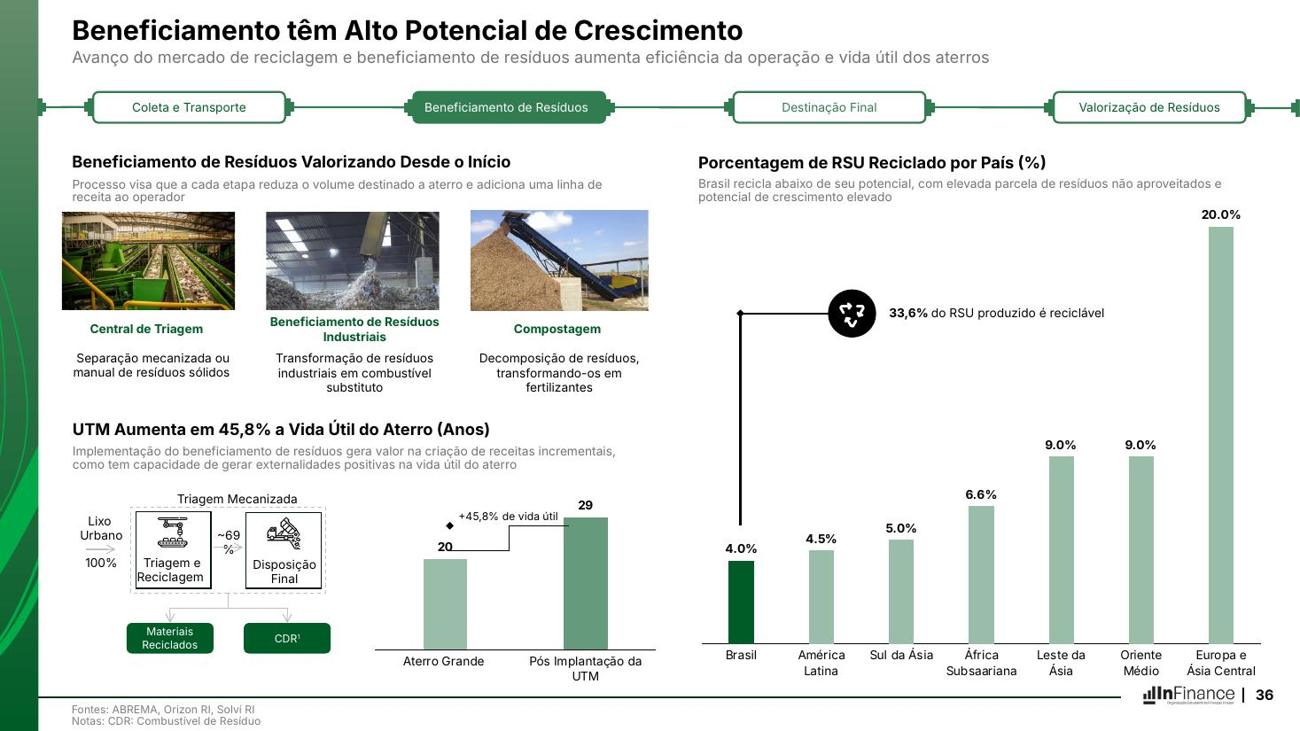 Beneficiamento têm Alto Potencial de Crescimento
Avanço do mercado de reciclagem e beneficiamento de resíduos aumenta eficiência da operação e vida útil dos aterros
Coleta e Transporte
Beneficiamento de Resíduos
Destinação Final
Valorização de Resíduos
Beneficiamento de Resíduos Valorizando Desde o Início
Processo visa que a cada etapa reduza o volume destinado a aterro e adiciona uma linha de
receita ao operador
Central de Triagem
Separação mecanizada ou
manual de resíduos sólidos
Beneficiamento de Resíduos
Industriais
Transformação de resíduos
industriais em combustível
substituto
Compostagem
Decomposição de resíduos,
transformando-os em
fertilizantes
UTM Aumenta em 45,8% a Vida Útil do Aterro (Anos)
Implementação do beneficiamento de resíduos gera valor na criação de receitas incrementais,
como tem capacidade de gerar externalidades positivas na vida útil do aterro
Triagem Mecanizada
Lixo
Urbano
100%
Triagem e
Reciclagem
~69
%
Disposição
Final
Materiais
Reciclados
CDR¹
+45,8% de vida útil
20
29
Aterro Grande
Pós Implantação da
UTM
Porcentagem de RSU Reciclado por País (%)
Brasil recicla abaixo de seu potencial, com elevada parcela de resíduos não aproveitados e
potencial de crescimento elevado
33,6% do RSU produzido é reciclável
4.0%
4.5%
5.0%
6.6%
9.0%
9.0%
20.0%
Brasil
América
Latina
Sul da Ásia
África
Subsaariana
Leste da
Ásia
Oriente
Médio
Europa e
Ásia Central
Fontes: ABREMA, Orizon RI, Solví RI
Notas: CDR: Combustível de Resíduo
InFinance
36